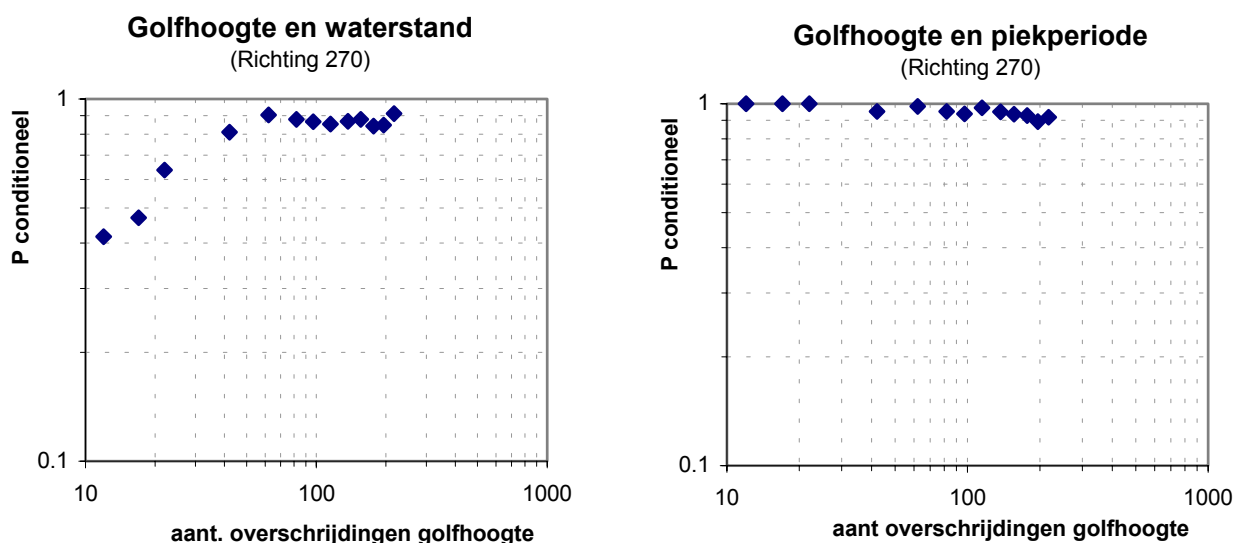 Golfhoogte en waterstand
(Richting 270)
P conditioneel
1
0.1
10
100
1000
aant. overschrijdingen golfhoogte
Golfhoogte en piekperiode
(Richting 270)
P conditioneel
1
0.1
10
100
1000
aant overschrijdingen golfhoogte